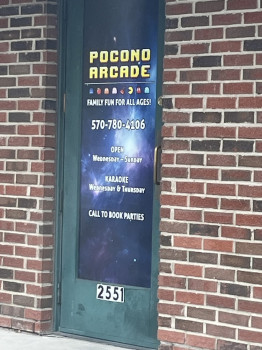 POCONO
ARCADE
FAMILY FUN FOR ALL AGES!
570-780-4106
OPEN
WEDNESDAY - SUNDAY
KARAOKE
WEDNESDAY & THURSDAY
CALL TO BOOK PARTIES
2551